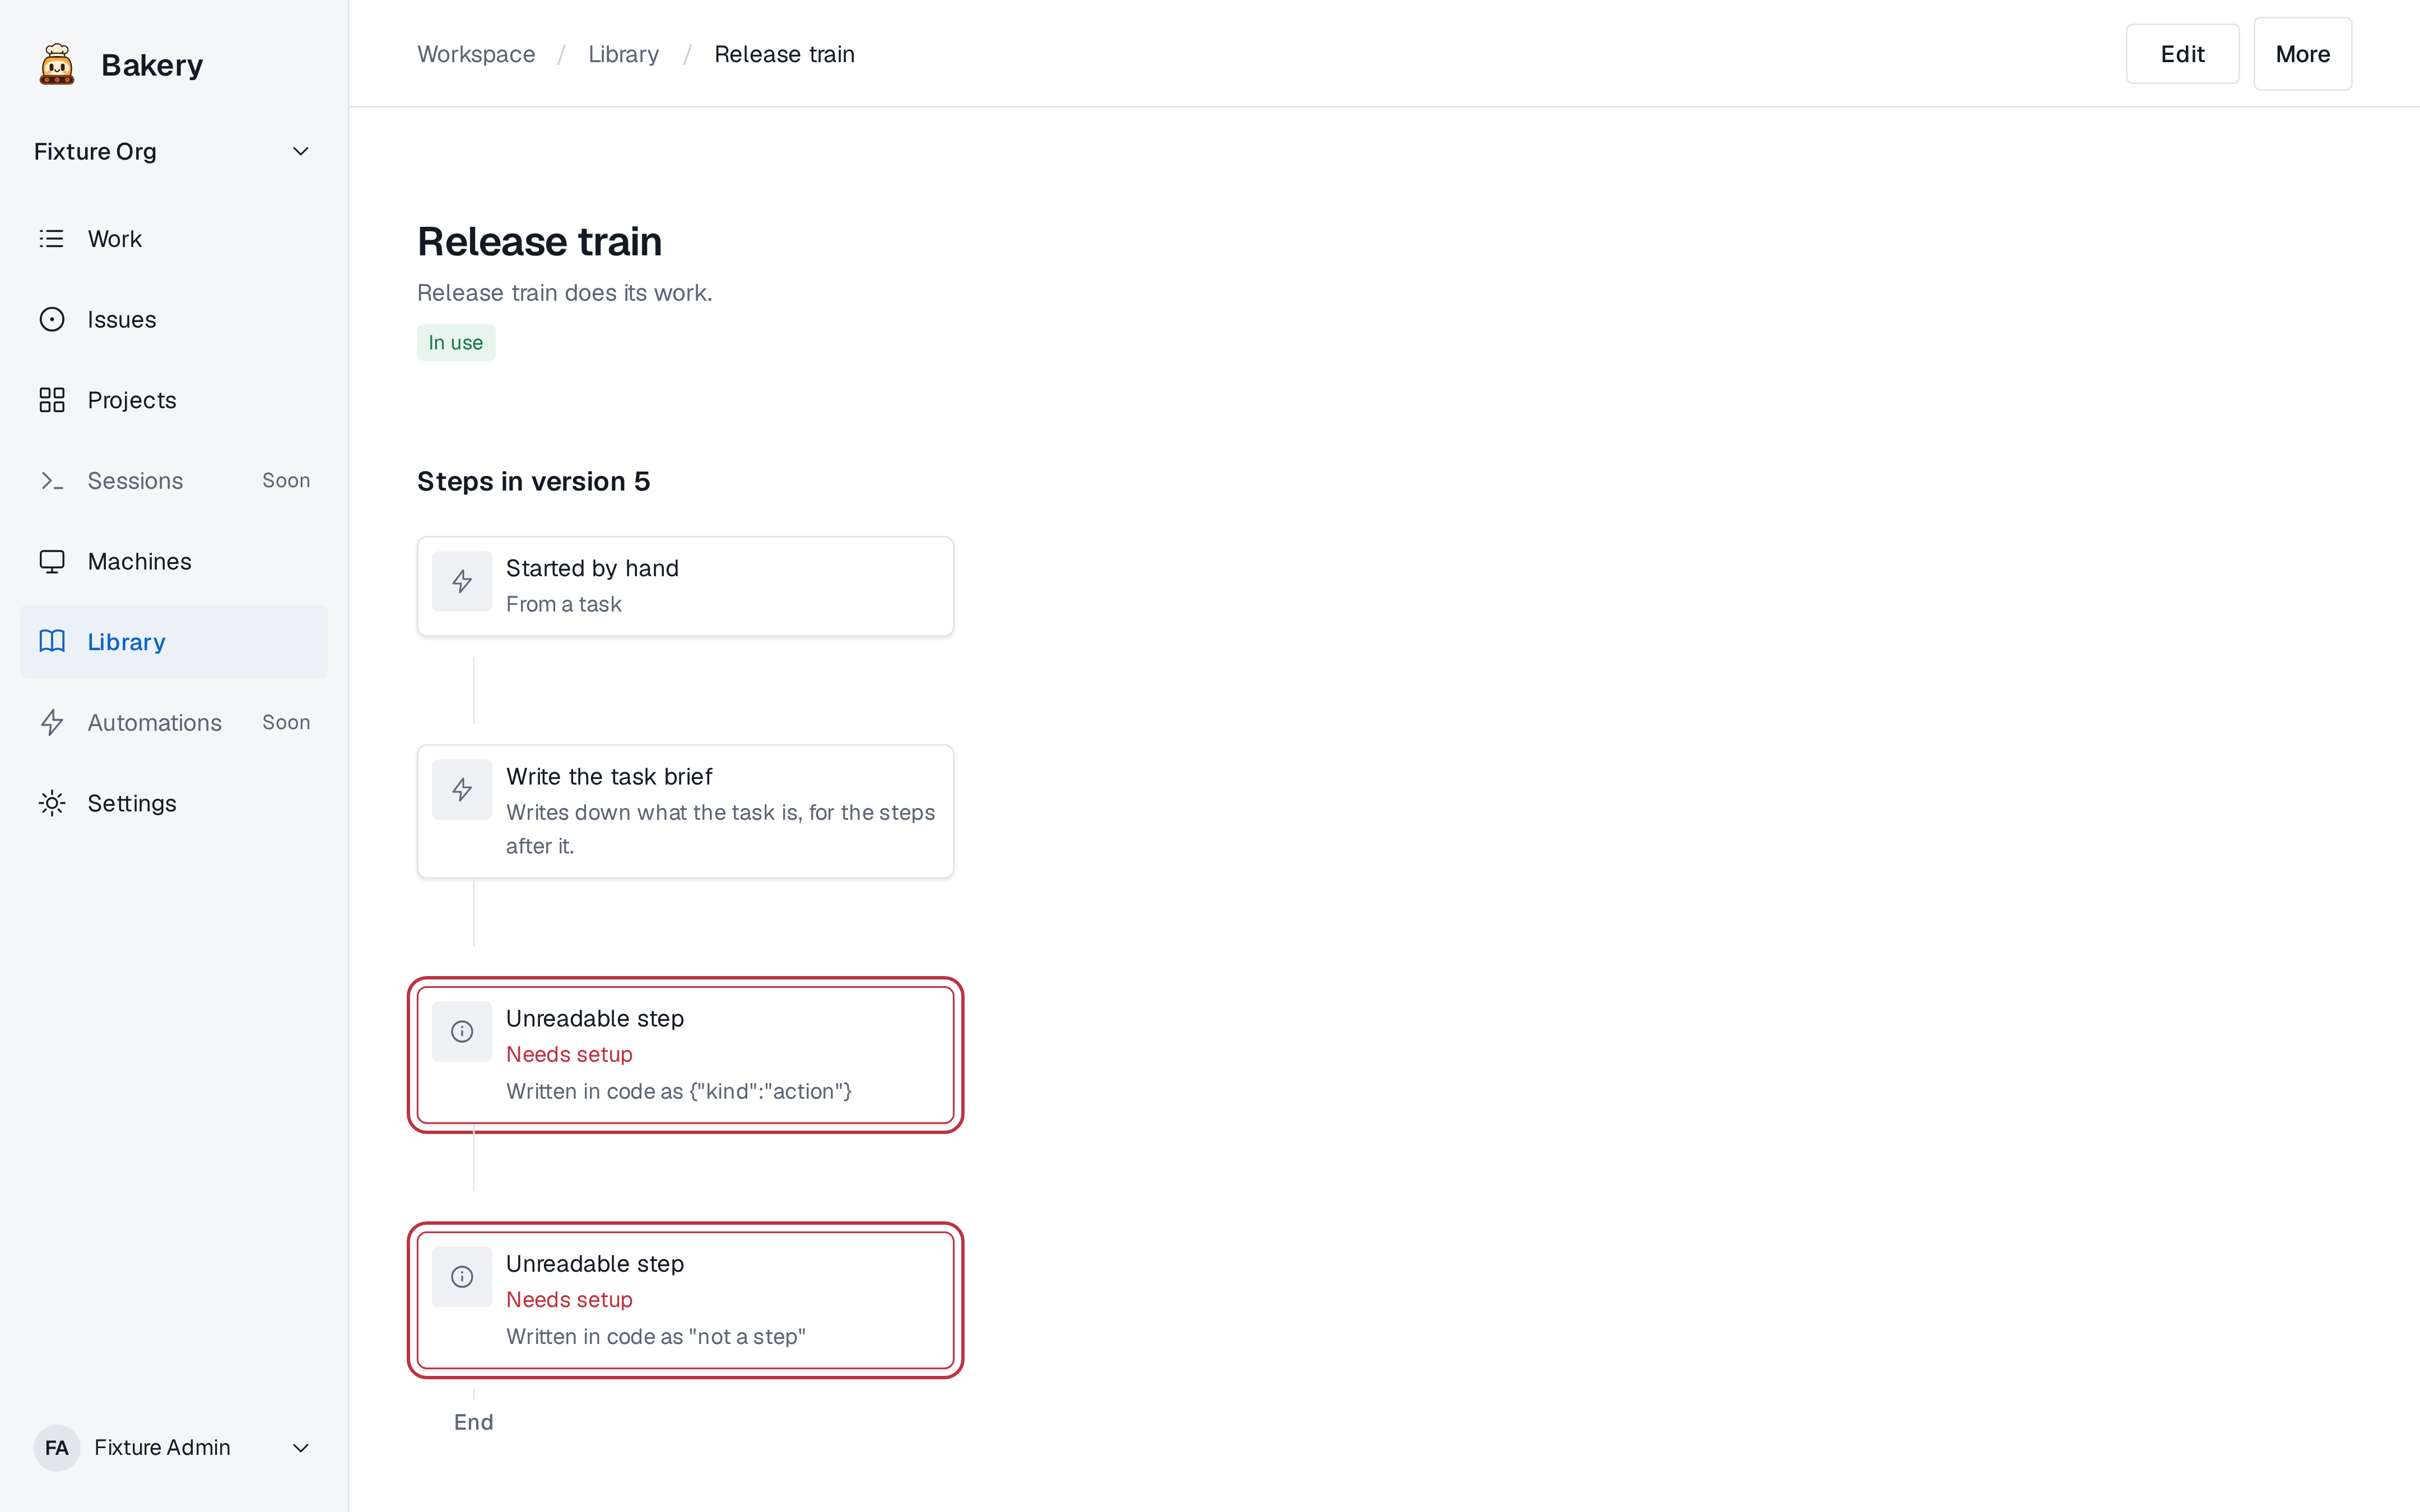 Bakery
Fixture Org
Work
Issues
Projects
Sessions Soon
Machines
Library
Automations Soon
Settings
FA Fixture Admin
Workspace / Library / Release train
Edit
More
Release train
Release train does its work.
In use
Steps in version 5
Started by hand
From a task
Write the task brief
Writes down what the task is, for the steps
after it.
Unreadable step
Needs setup
Written in code as {"kind":"action"}
Unreadable step
Needs setup
Written in code as "not a step"
End